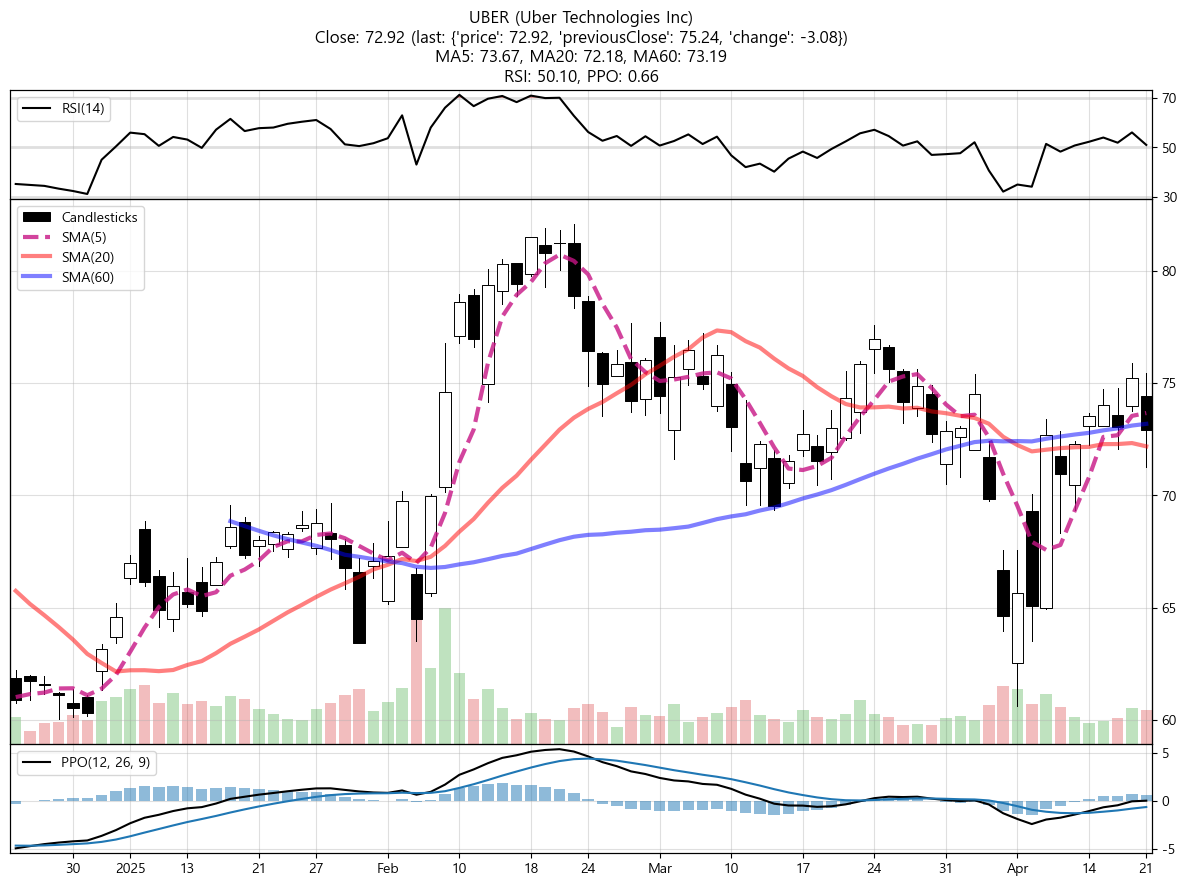 UBER (Uber Technologies Inc)
Close: 72.92 (last: {'price': 72.92, 'previousClose': 75.24, 'change': -3.08})
MA5: 73.67, MA20: 72.18, MA60: 73.19
RSI: 50.10, PPO: 0.66
RSI(14)
70
50
30
Candlesticks
SMA(5)
SMA(20)
SMA(60)
80
75
70
65
60
PPO(12, 26, 9)
5
0
-5
30 2025 13 21 27 Feb 10 18 24 Mar 10 17 24 31 Apr 14 21